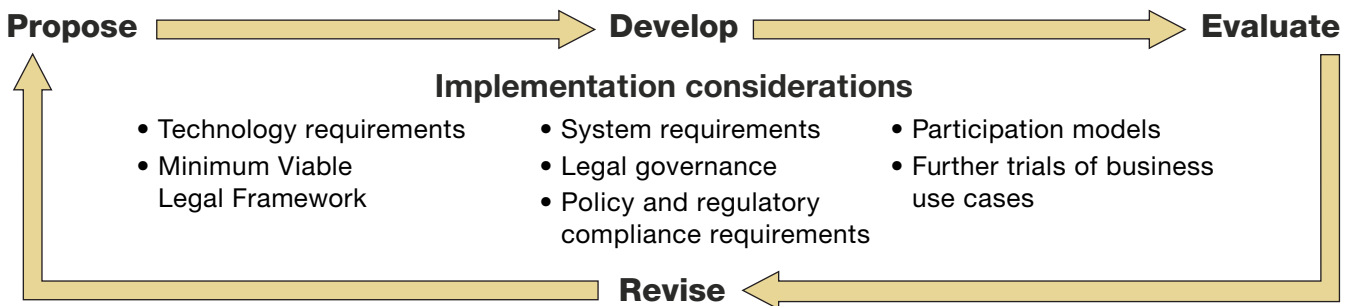 Propose Develop Evaluate
Implementation considerations
• Technology requirements
• Minimum Viable
Legal Framework
• System requirements
• Legal governance
• Policy and regulatory
compliance requirements
• Participation models
• Further trials of business
use cases
Revise